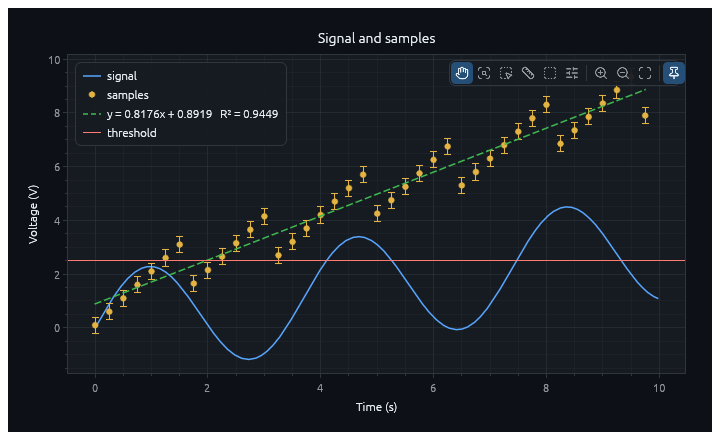 Signal and samples
signal
samples
y = 0.8176x + 0.8919   R² = 0.9449
threshold
Voltage (V)
10
8
6
4
2
0
0
2
4
6
8
10
Time (s)